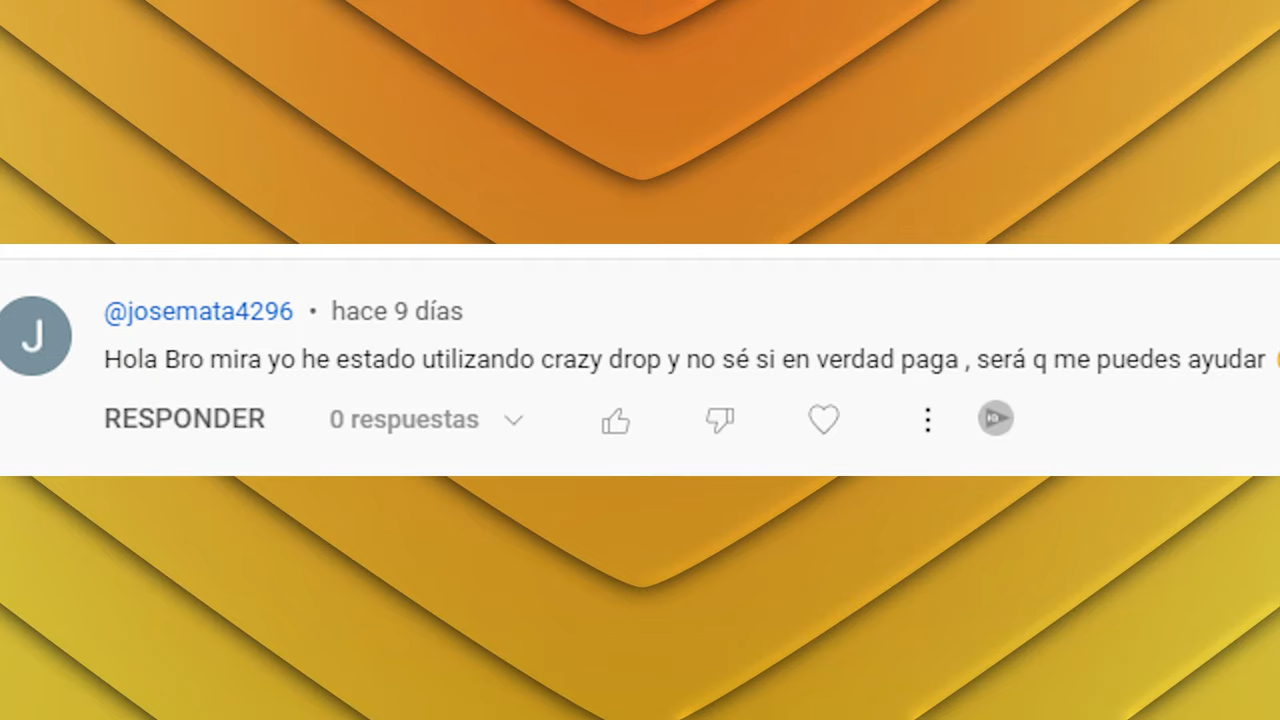 @josemata4296 • hace 9 días
J
Hola Bro mira yo he estado utilizando crazy drop y no sé si en verdad paga , será q me puedes ayudar
RESPONDER 0 respuestas